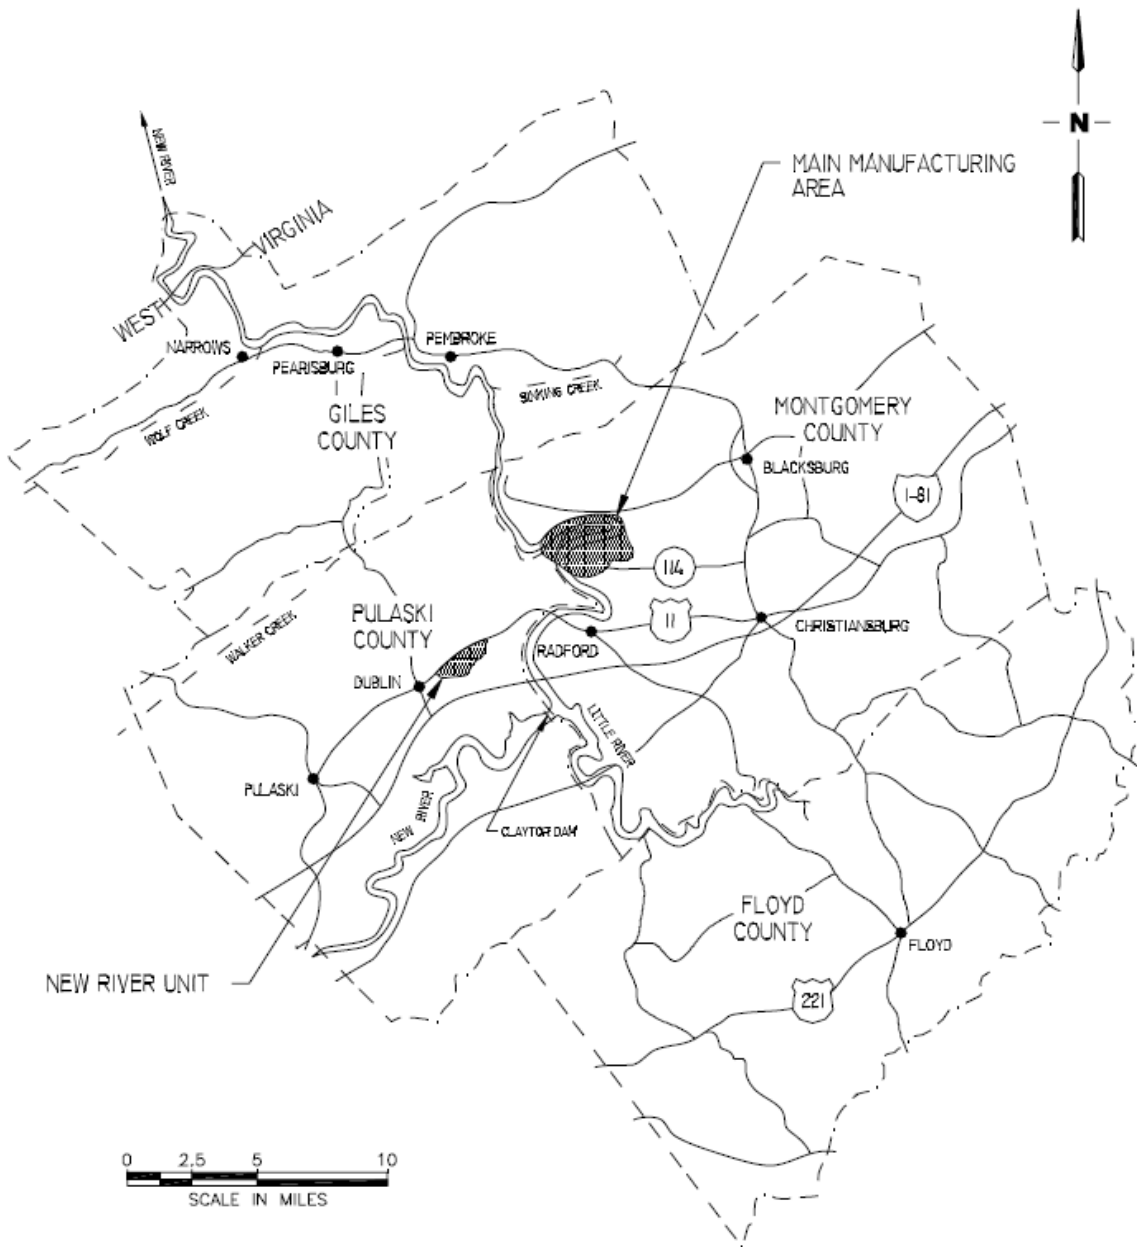 N
NEW RIVER
MAIN MANUFACTURING
AREA
WEST VIRGINIA
NARROWS
PEARISBURG
PEMBROKE
SINKING CREEK
WOLF CREEK
GILES
COUNTY
MONTGOMERY
COUNTY
BLACKSBURG
I-81
114
11
PULASKI
COUNTY
WALKER CREEK
RADFORD
CHRISTIANSBURG
DUBLIN
LITTLE RIVER
PULASKI
NEW RIVER
CLAYTOR DAM
FLOYD
COUNTY
FLOYD
NEW RIVER UNIT
221
0 2.5 5 10
SCALE IN MILES